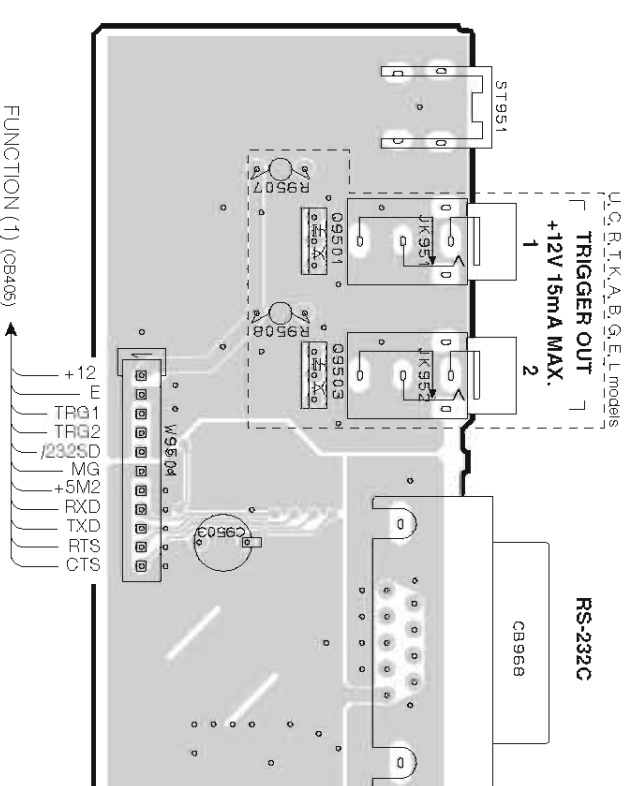 ST951
U, C, R, T, K, A, B, G, E, L models
TRIGGER OUT
+12V 15mA MAX.
1
2
R9507
Q9501
JK951
R9508
Q9503
JK952
FUNCTION (1) (CB405)
+12
E
TRG1
TRG2
/232SD
MG
+5M2
RXD
TXD
RTS
CTS
W9504
C9503
CB968
RS-232C